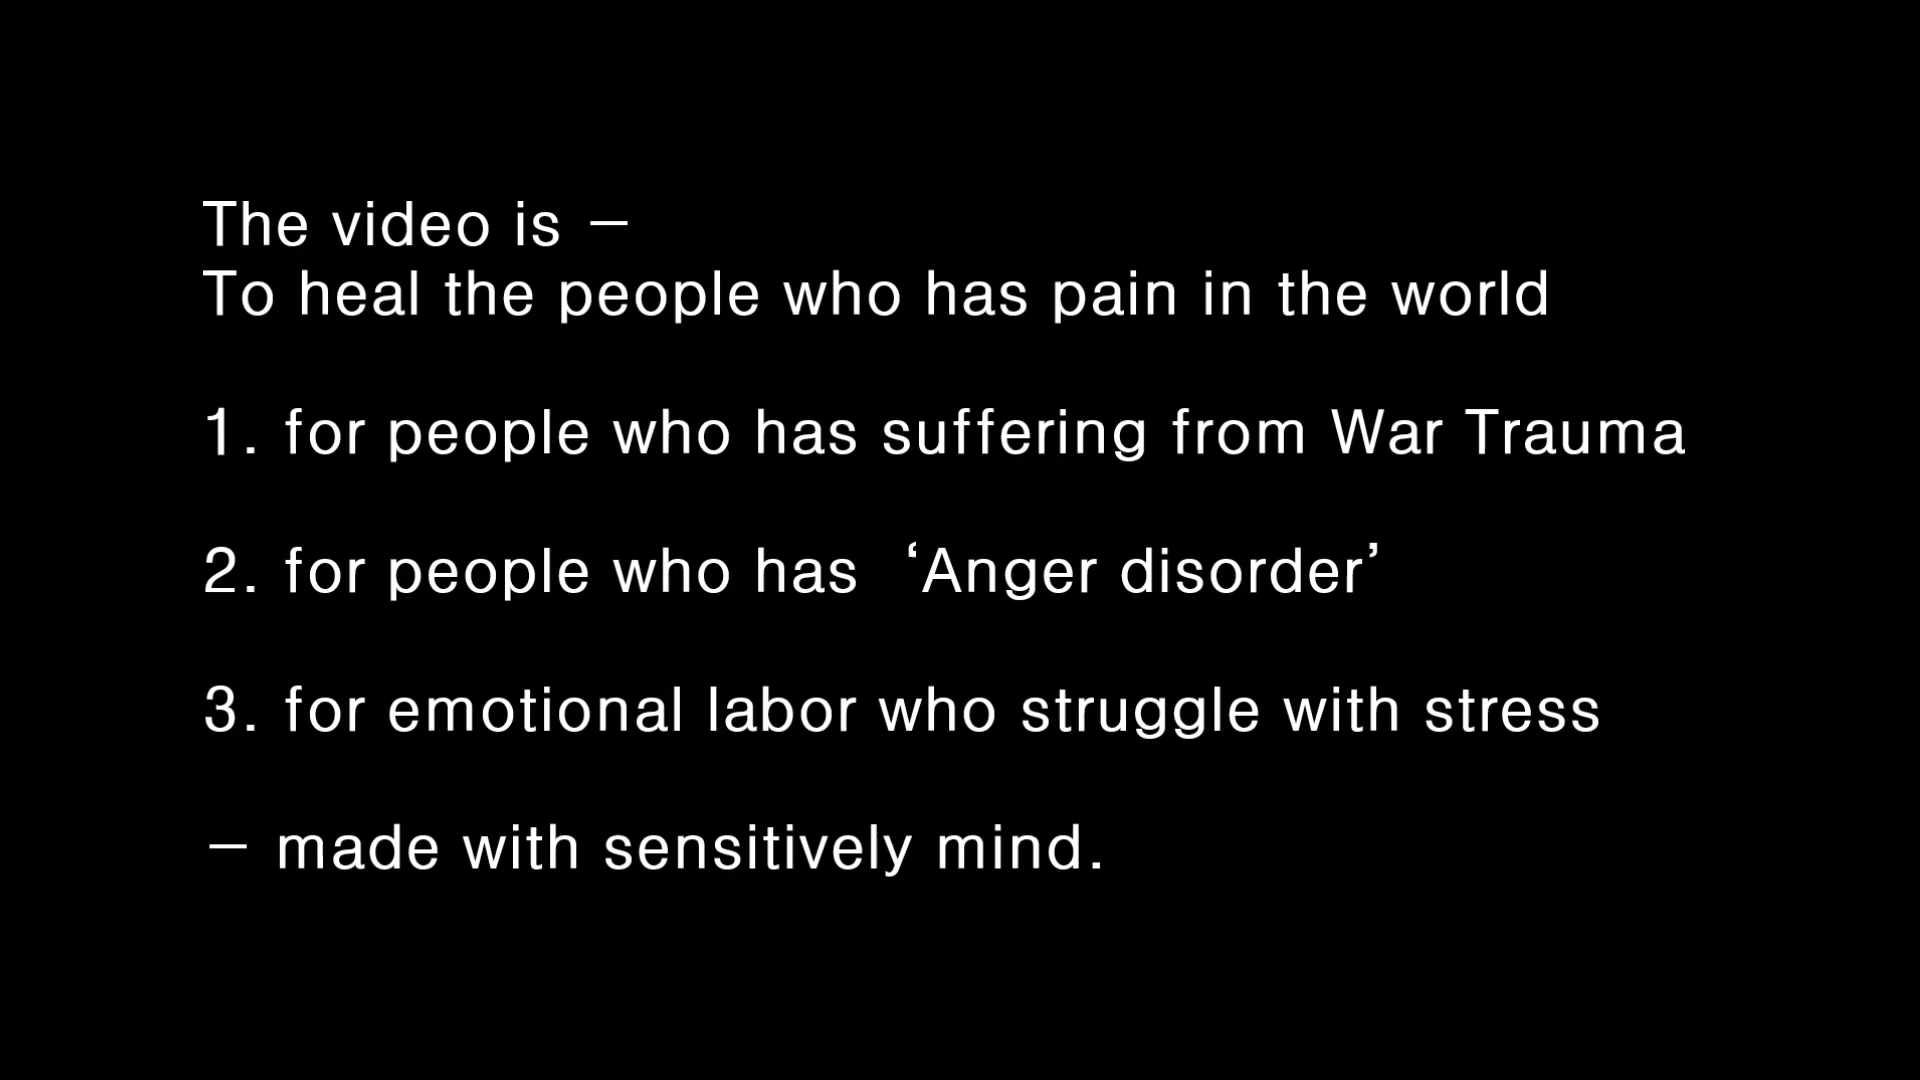 The video is –
To heal the people who has pain in the world
1. for people who has suffering from War Trauma
2. for people who has ‘Anger disorder’
3. for emotional labor who struggle with stress
– made with sensitively mind.